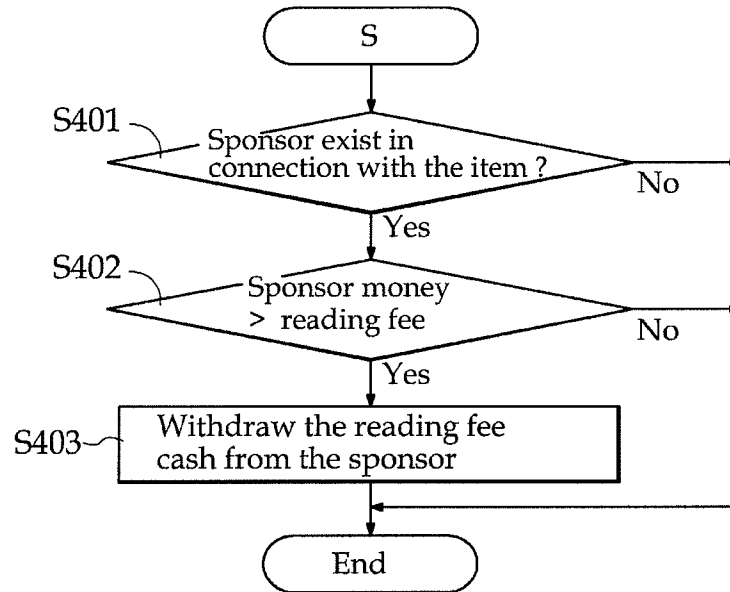 S
S401
Sponsor exist in
connection with the item ?
No
Yes
S402
Sponsor money
> reading fee
No
Yes
S403
Withdraw the reading fee
cash from the sponsor
End